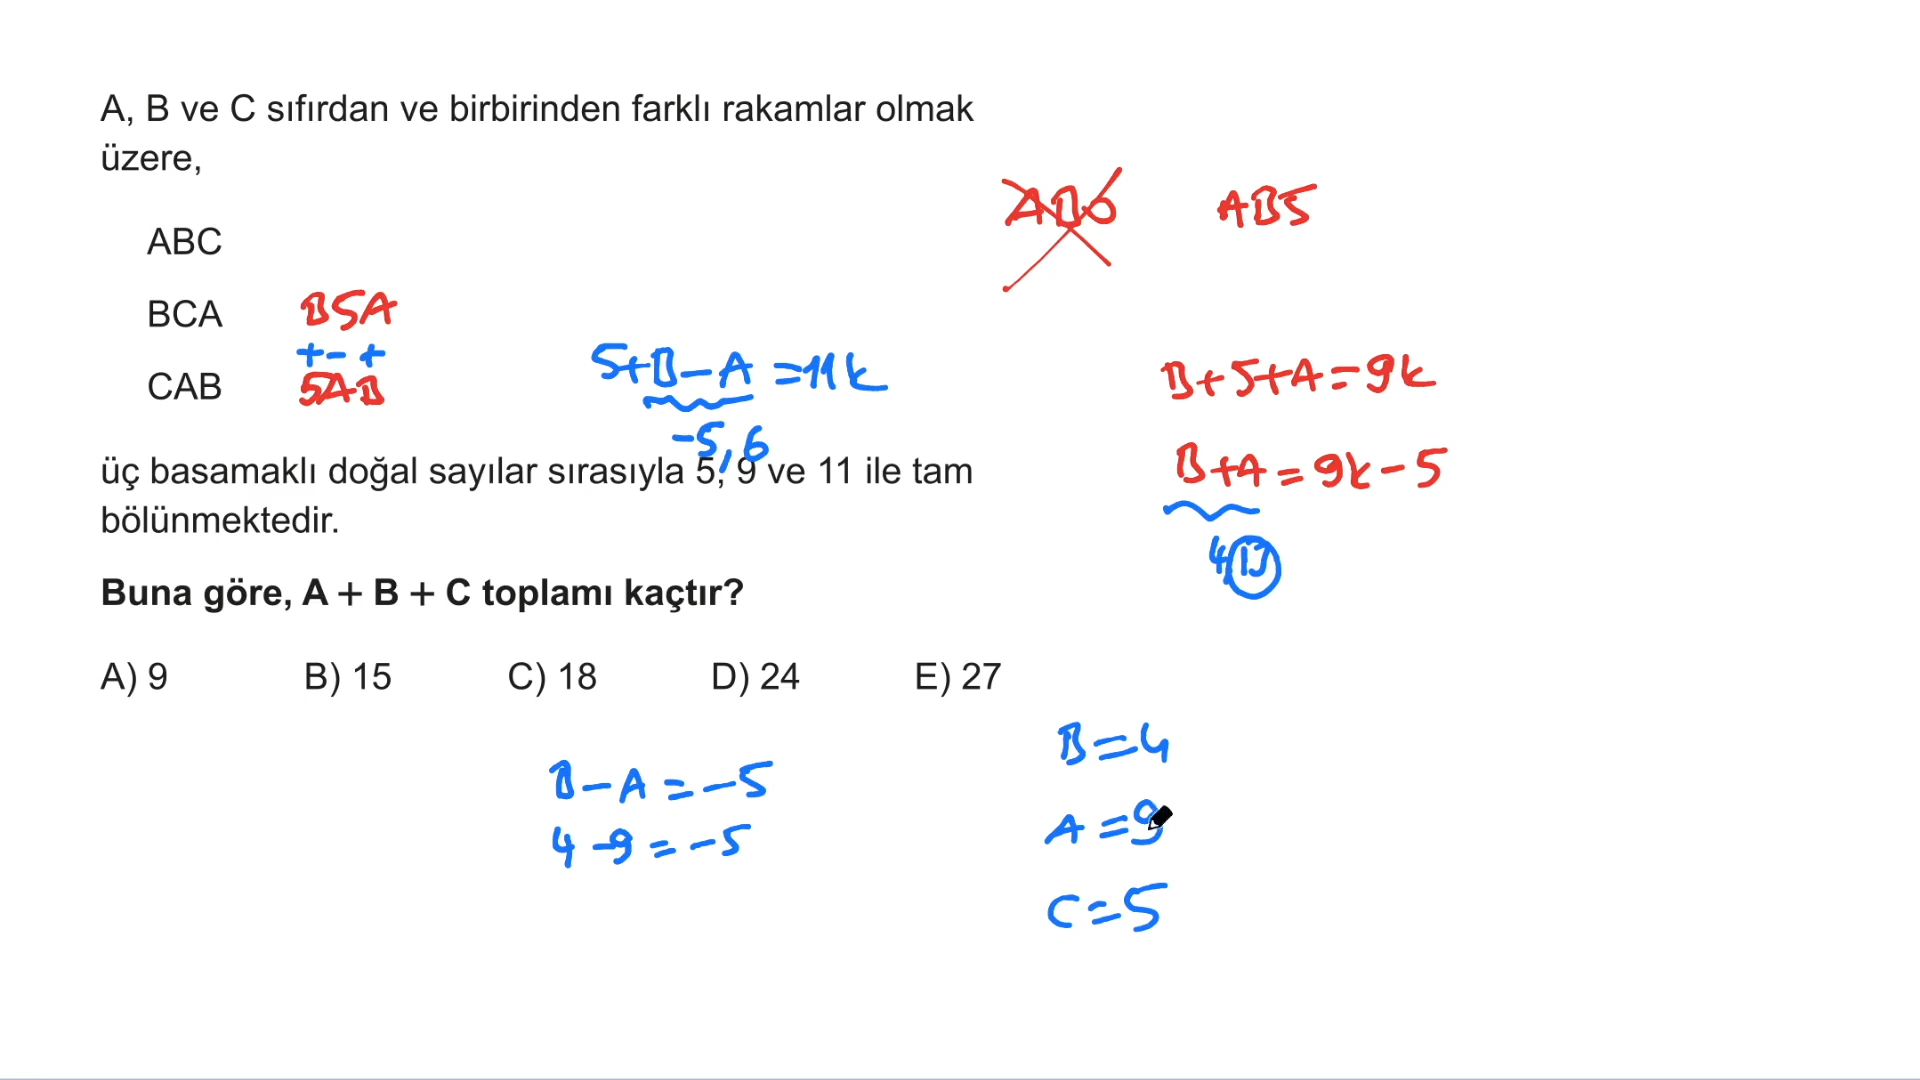 A, B ve C sıfırdan ve birbirinden farklı rakamlar olmak
üzere,
AB0
AB5
ABC
BCA
B5A
+ - +
CAB
5AB
5+B-A=11k
-5,6
B+5+A=9k
B+A=9k-5
4,13
üç basamaklı doğal sayılar sırasıyla 5, 9 ve 11 ile tam
bölünmektedir.
Buna göre, A + B + C toplamı kaçtır?
A) 9 B) 15 C) 18 D) 24 E) 27
B-A=-5
4-9=-5
B=4
A=9
C=5